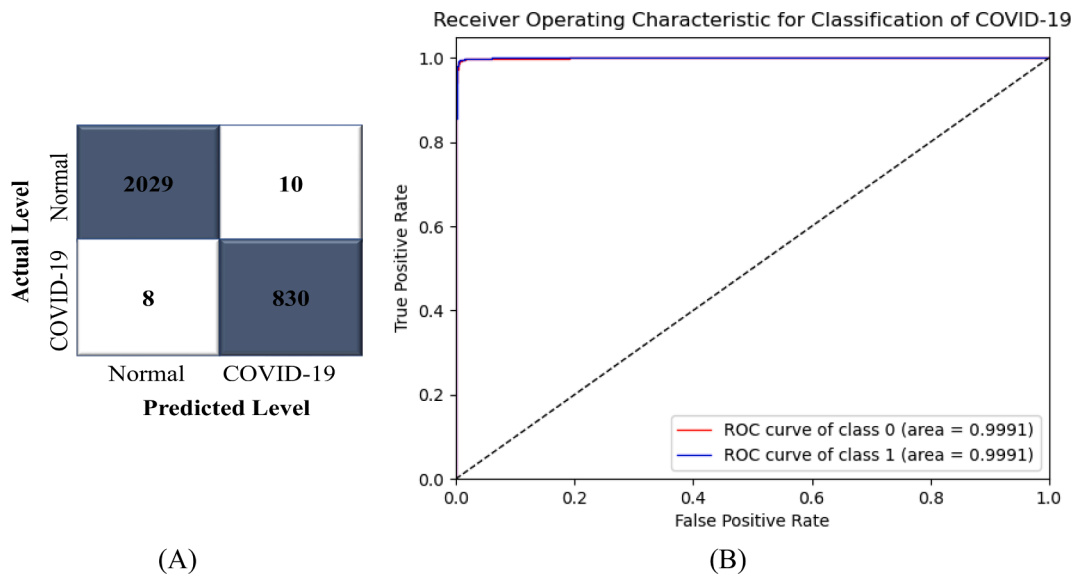 Actual Level
Normal
COVID-19
2029
10
8
830
Normal
COVID-19
Predicted Level
(A)
Receiver Operating Characteristic for Classification of COVID-19
True Positive Rate
1.0
0.8
0.6
0.4
0.2
0.0
ROC curve of class 0 (area = 0.9991)
ROC curve of class 1 (area = 0.9991)
0.0
0.2
0.4
0.6
0.8
1.0
False Positive Rate
(B)